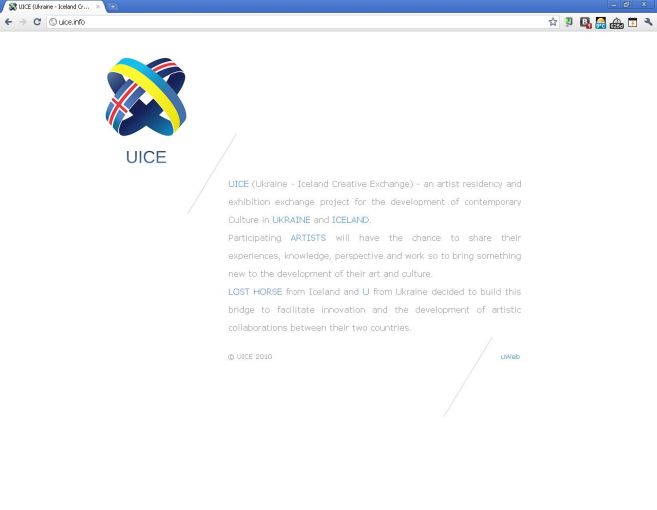 UICE (Ukraine - Iceland Cr...
uice.info
UICE
UICE (Ukraine - Iceland Creative Exchange) - an artist residency and
exhibition exchange project for the development of contemporary
Culture in UKRAINE and ICELAND.
Participating ARTISTS will have the chance to share their
experiences, knowledge, perspective and work so to bring something
new to the development of their art and culture.
LOST HORSE from Iceland and U from Ukraine decided to build this
bridge to facilitate innovation and the development of artistic
collaborations between their two countries.
© UICE 2010 uWeb